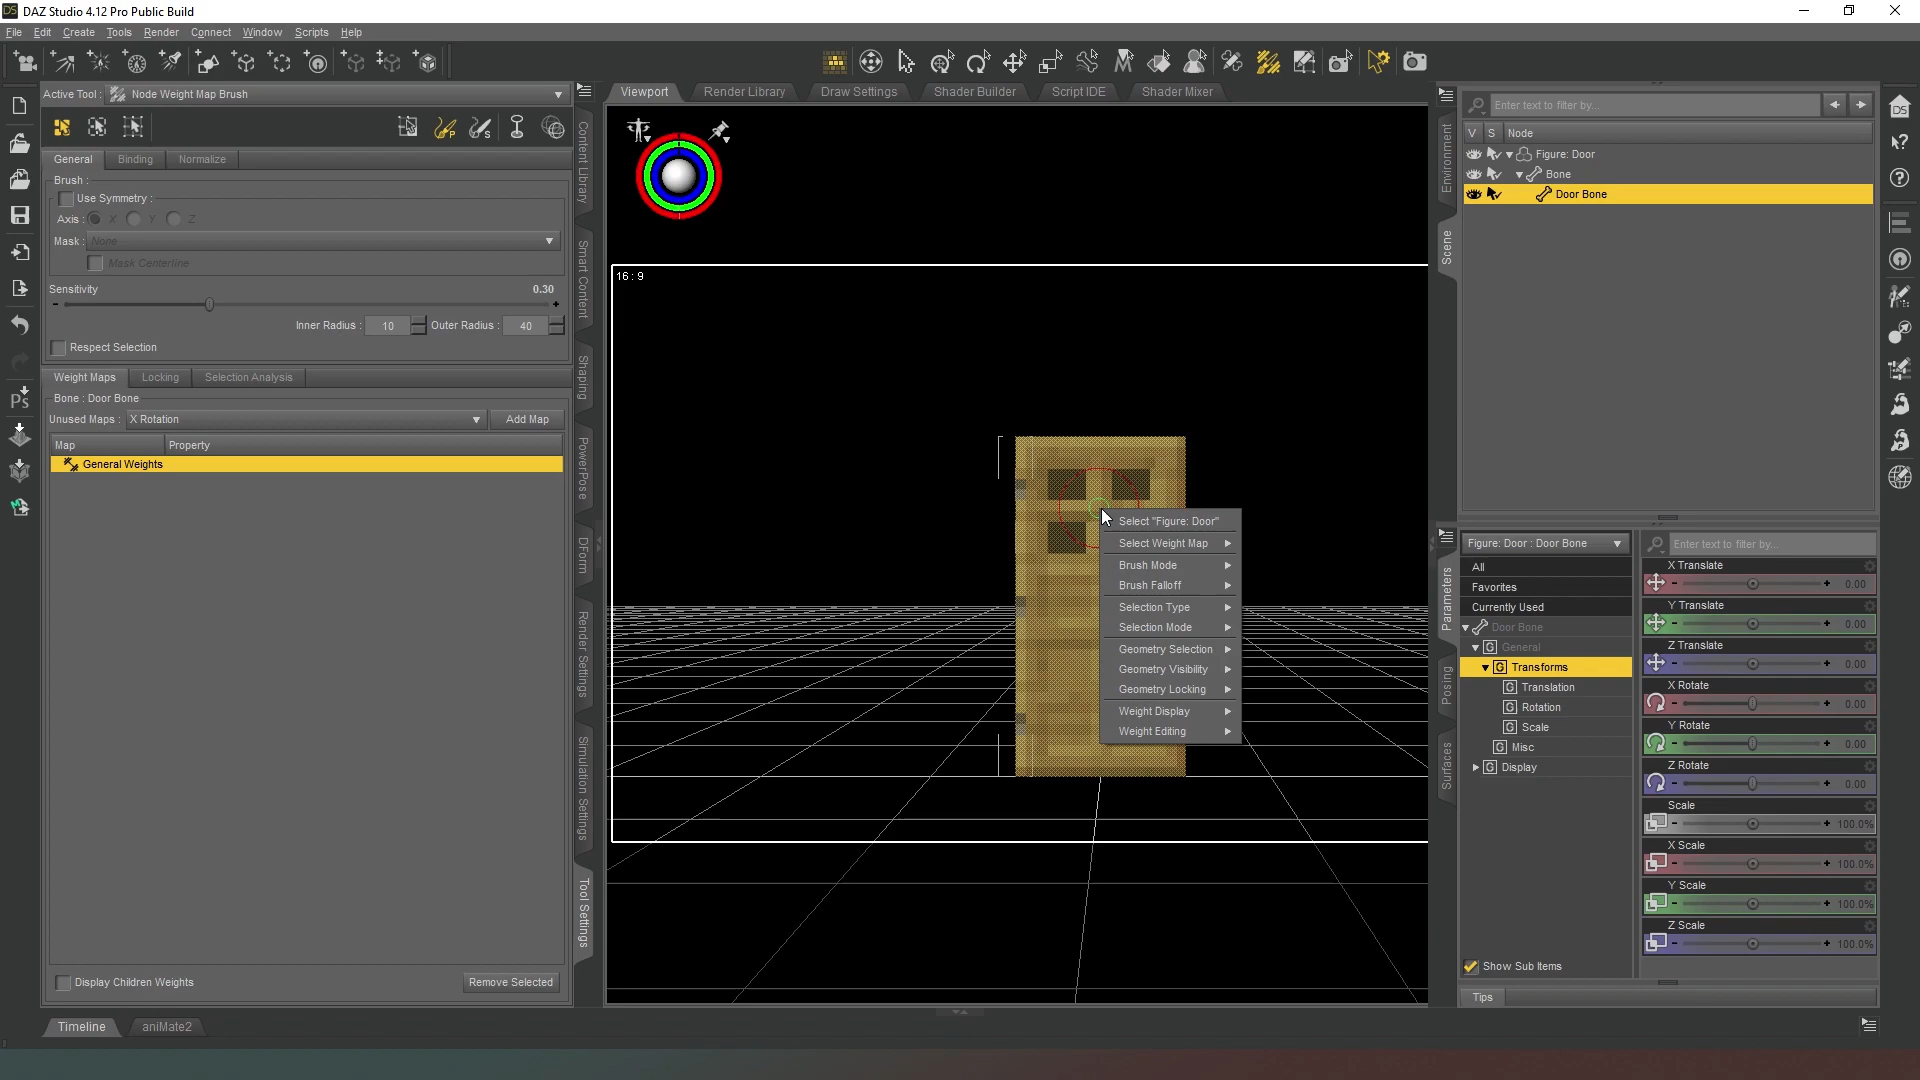 DAZ Studio 4.12 Pro Public Build
File Edit Create Tools Render Connect Window Scripts Help
Active Tool : Node Weight Map Brush
General Binding Normalize
Brush :
Use Symmetry :
Axis : X Y Z
Mask : None
Mask Centerline
Sensitivity 0.30
Inner Radius : 10 Outer Radius : 40
Respect Selection
Weight Maps Locking Selection Analysis
Bone : Door Bone
Unused Maps : X Rotation Add Map
Map Property
General Weights
Display Children Weights Remove Selected
Timeline aniMate2
Content Library
Smart Content
Shaping
PowerPose
DForm
Render Settings
Simulation Settings
Tool Settings
Viewport Render Library Draw Settings Shader Builder Script IDE Shader Mixer
16 : 9
Select "Figure: Door"
Select Weight Map
Brush Mode
Brush Falloff
Selection Type
Selection Mode
Geometry Selection
Geometry Visibility
Geometry Locking
Weight Display
Weight Editing
Environment
Scene
Enter text to filter by...
V S Node
Figure: Door
Bone
Door Bone
Parameters
Posing
Surfaces
Figure: Door : Door Bone
All
Favorites
Currently Used
Door Bone
G General
G Transforms
G Translation
G Rotation
G Scale
G Misc
G Display
Show Sub Items
Enter text to filter by...
X Translate
0.00
Y Translate
0.00
Z Translate
0.00
X Rotate
0.00
Y Rotate
0.00
Z Rotate
0.00
Scale
100.0%
X Scale
100.0%
Y Scale
100.0%
Z Scale
100.0%
Tips
DS
Ps